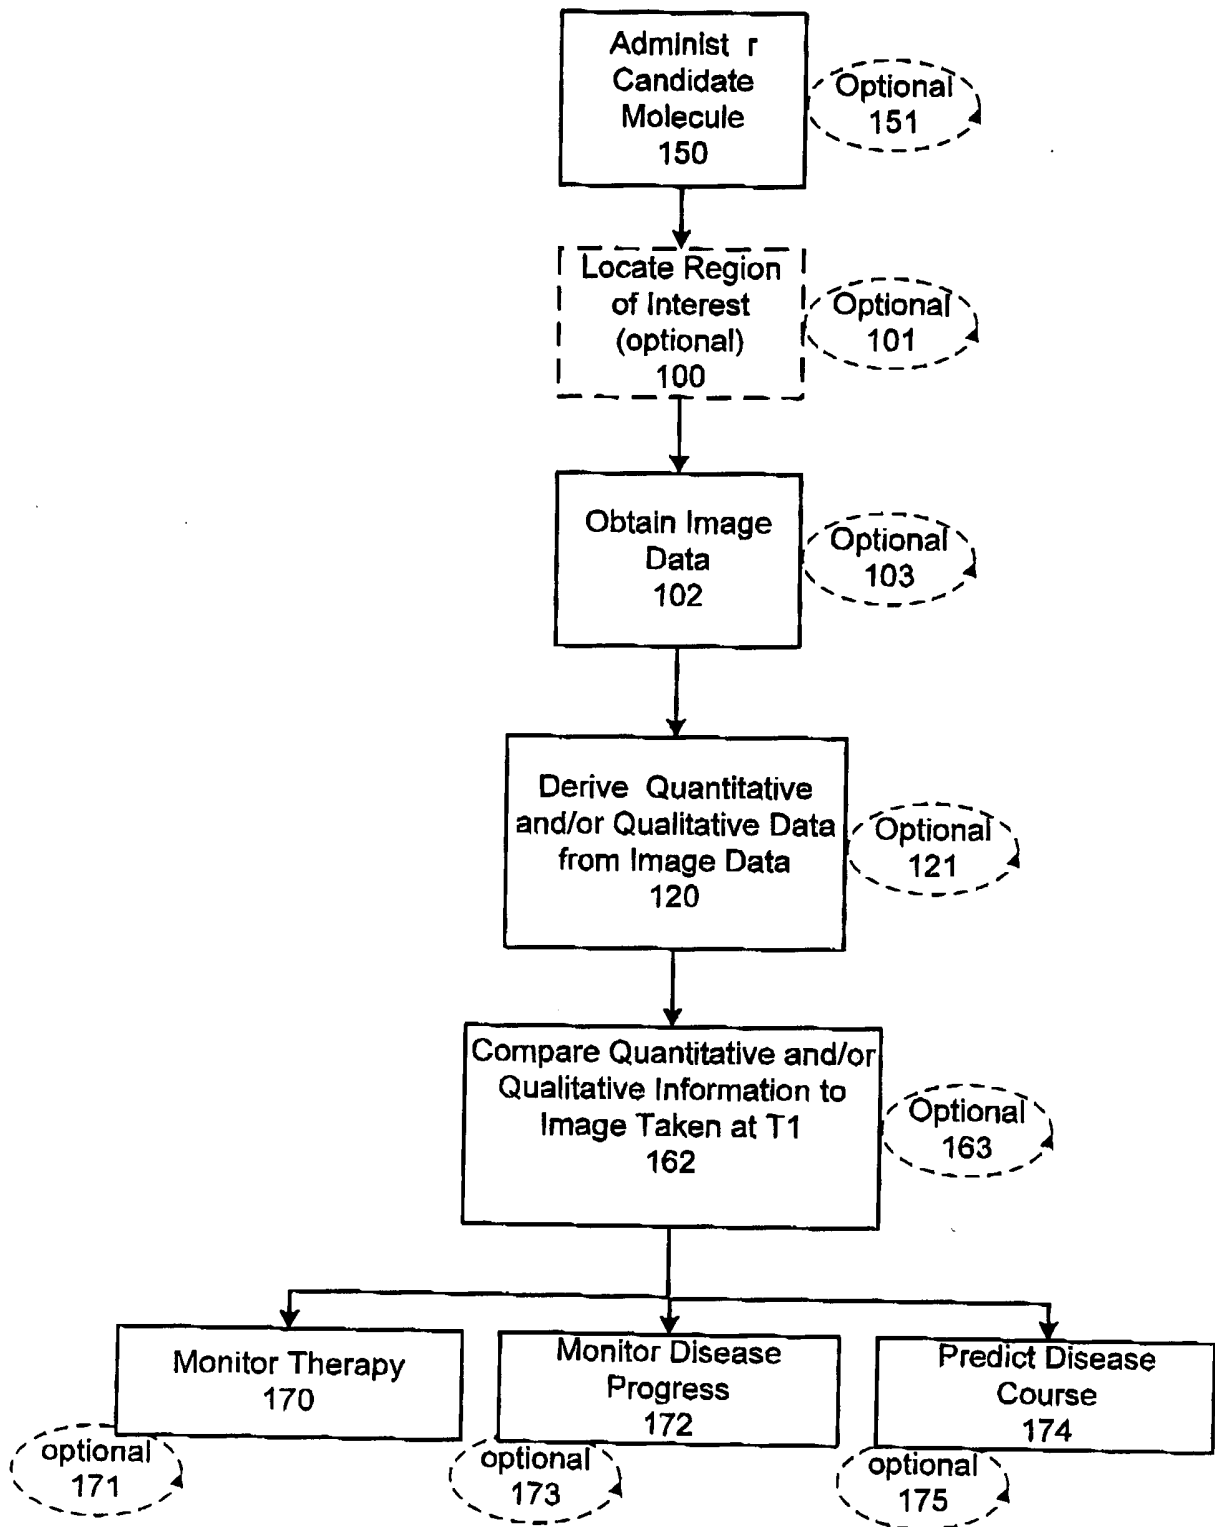 Administ r
Candidate
Molecule
150
Optional
151
Locate Region
of Interest
(optional)
100
Optional
101
Obtain Image
Data
102
Optional
103
Derive Quantitative
and/or Qualitative Data
from Image Data
120
Optional
121
Compare Quantitative and/or
Qualitative Information to
Image Taken at T1
162
Optional
163
Monitor Therapy
170
optional
171
Monitor Disease
Progress
172
optional
173
Predict Disease
Course
174
optional
175